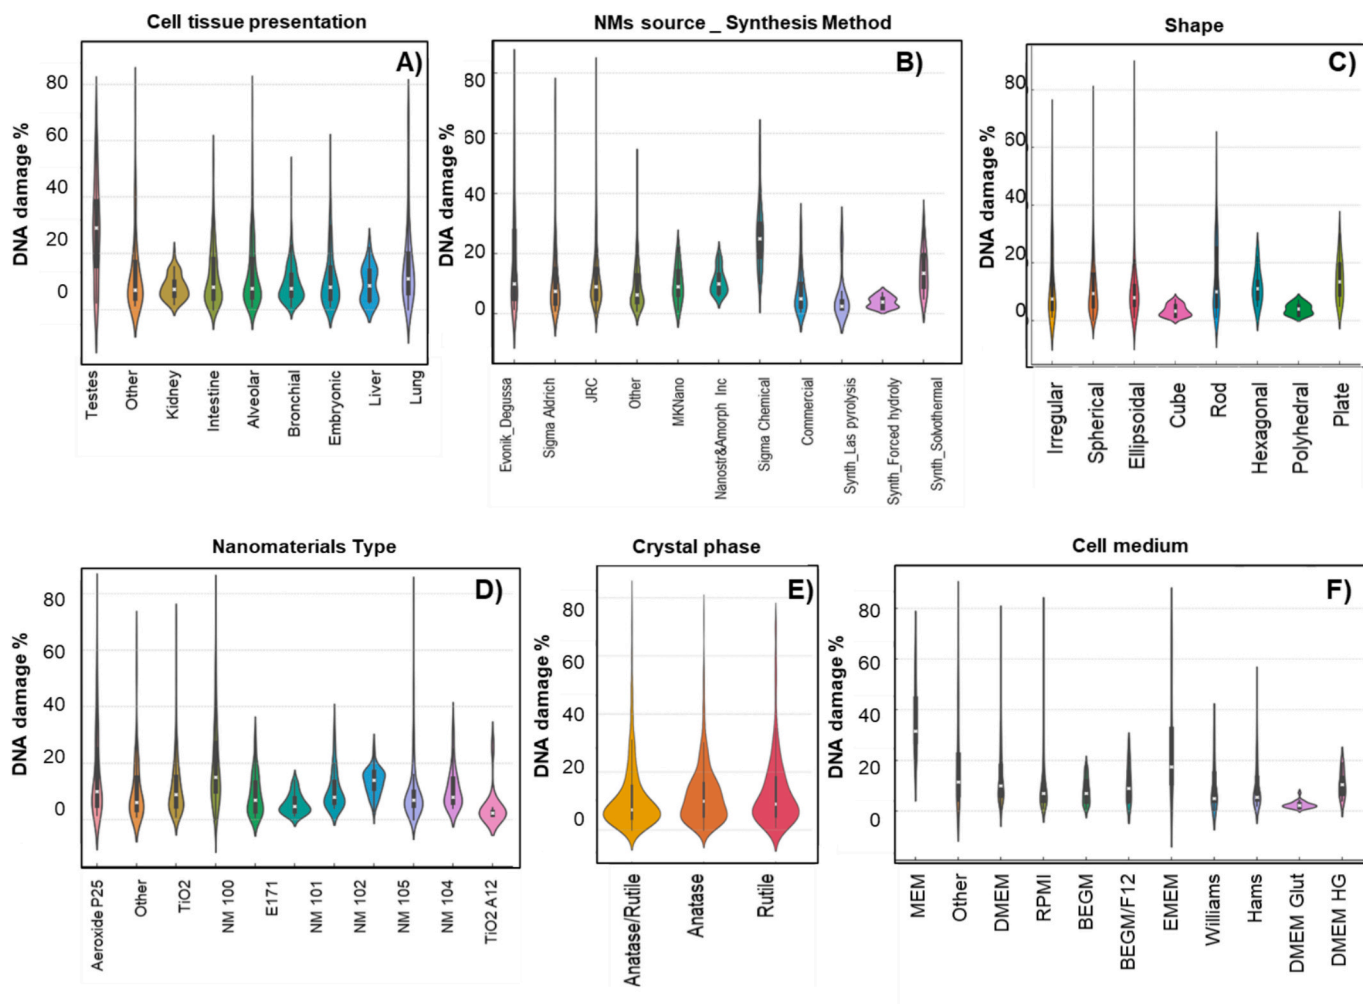 Cell tissue presentation
A)
DNA damage %
80
60
40
20
0
Testes
Other
Kidney
Intestine
Alveolar
Bronchial
Embryonic
Liver
Lung
NMs source _ Synthesis Method
B)
DNA damage %
80
60
40
20
0
Evonik_Degussa
Sigma Aldrich
JRC
Other
MKNano
Nanostr&Amorph Inc
Sigma Chemical
Commercial
Synth_Las pyrolysis
Synth_Forced hydroly
Synth_Solvothermal
Shape
C)
DNA damage %
80
60
40
20
0
Irregular
Spherical
Ellipsoidal
Cube
Rod
Hexagonal
Polyhedral
Plate
Nanomaterials Type
D)
DNA damage %
80
60
40
20
0
Aeroxide P25
Other
TiO2
NM 100
E171
NM 101
NM 102
NM 105
NM 104
TiO2 A12
Crystal phase
E)
DNA damage %
80
60
40
20
0
Anatase/Rutile
Anatase
Rutile
Cell medium
F)
DNA damage %
80
60
40
20
0
MEM
Other
DMEM
RPMI
BEGM
BEGM/F12
EMEM
Williams
Hams
DMEM Glut
DMEM HG